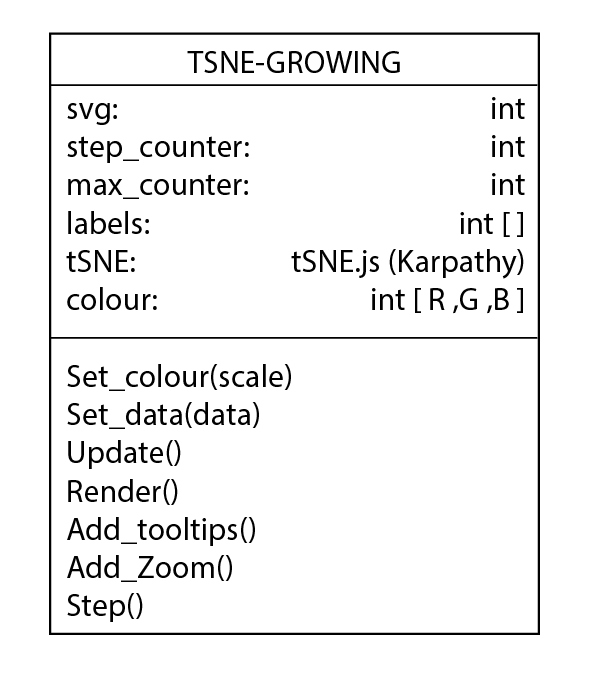 TSNE-GROWING
svg: int
step_counter: int
max_counter: int
labels: int [ ]
tSNE: tSNE.js (Karpathy)
colour: int [ R ,G ,B ]
Set_colour(scale)
Set_data(data)
Update()
Render()
Add_tooltips()
Add_Zoom()
Step()